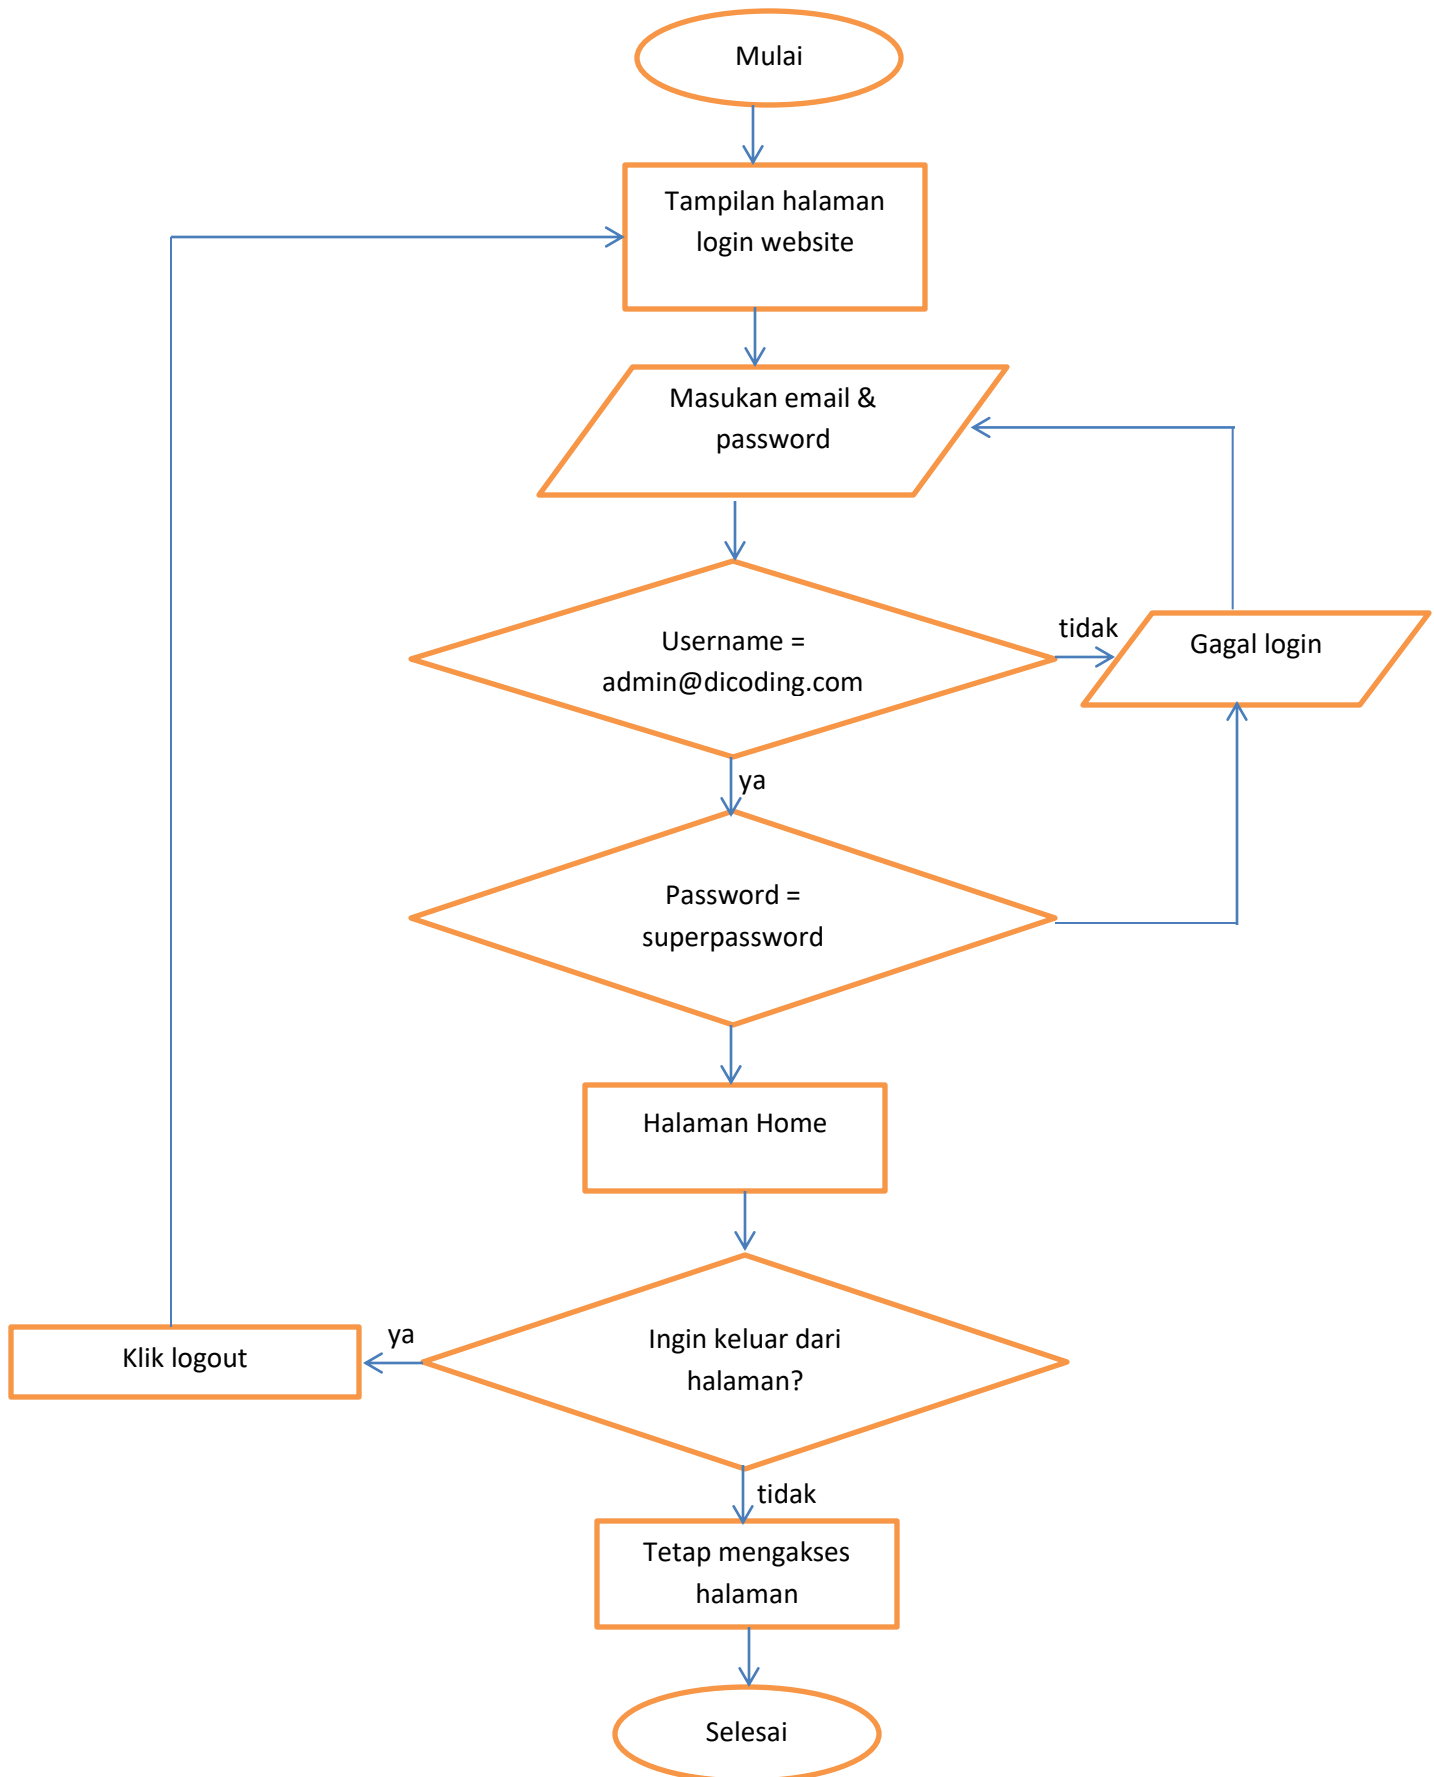 Mulai
Tampilan halaman
login website
Masukan email &
password
Username =
admin@dicoding.com
tidak
Gagal login
ya
Password =
superpassword
Halaman Home
Ingin keluar dari
halaman?
ya
Klik logout
tidak
Tetap mengakses
halaman
Selesai